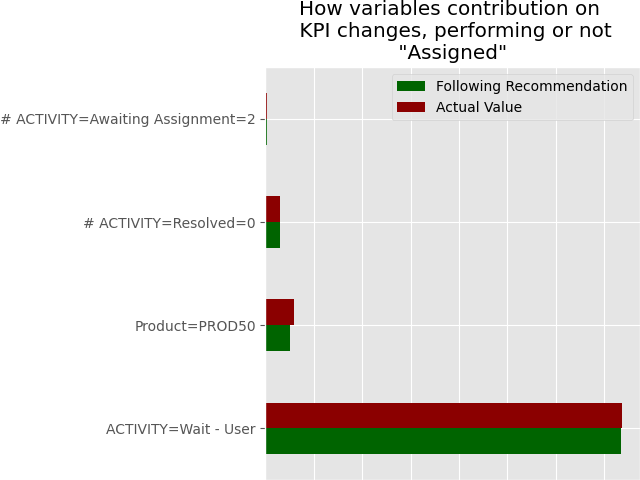 How variables contribution on
KPI changes, performing or not
"Assigned"
Following Recommendation
Actual Value
# ACTIVITY=Awaiting Assignment=2
# ACTIVITY=Resolved=0
Product=PROD50
ACTIVITY=Wait - User